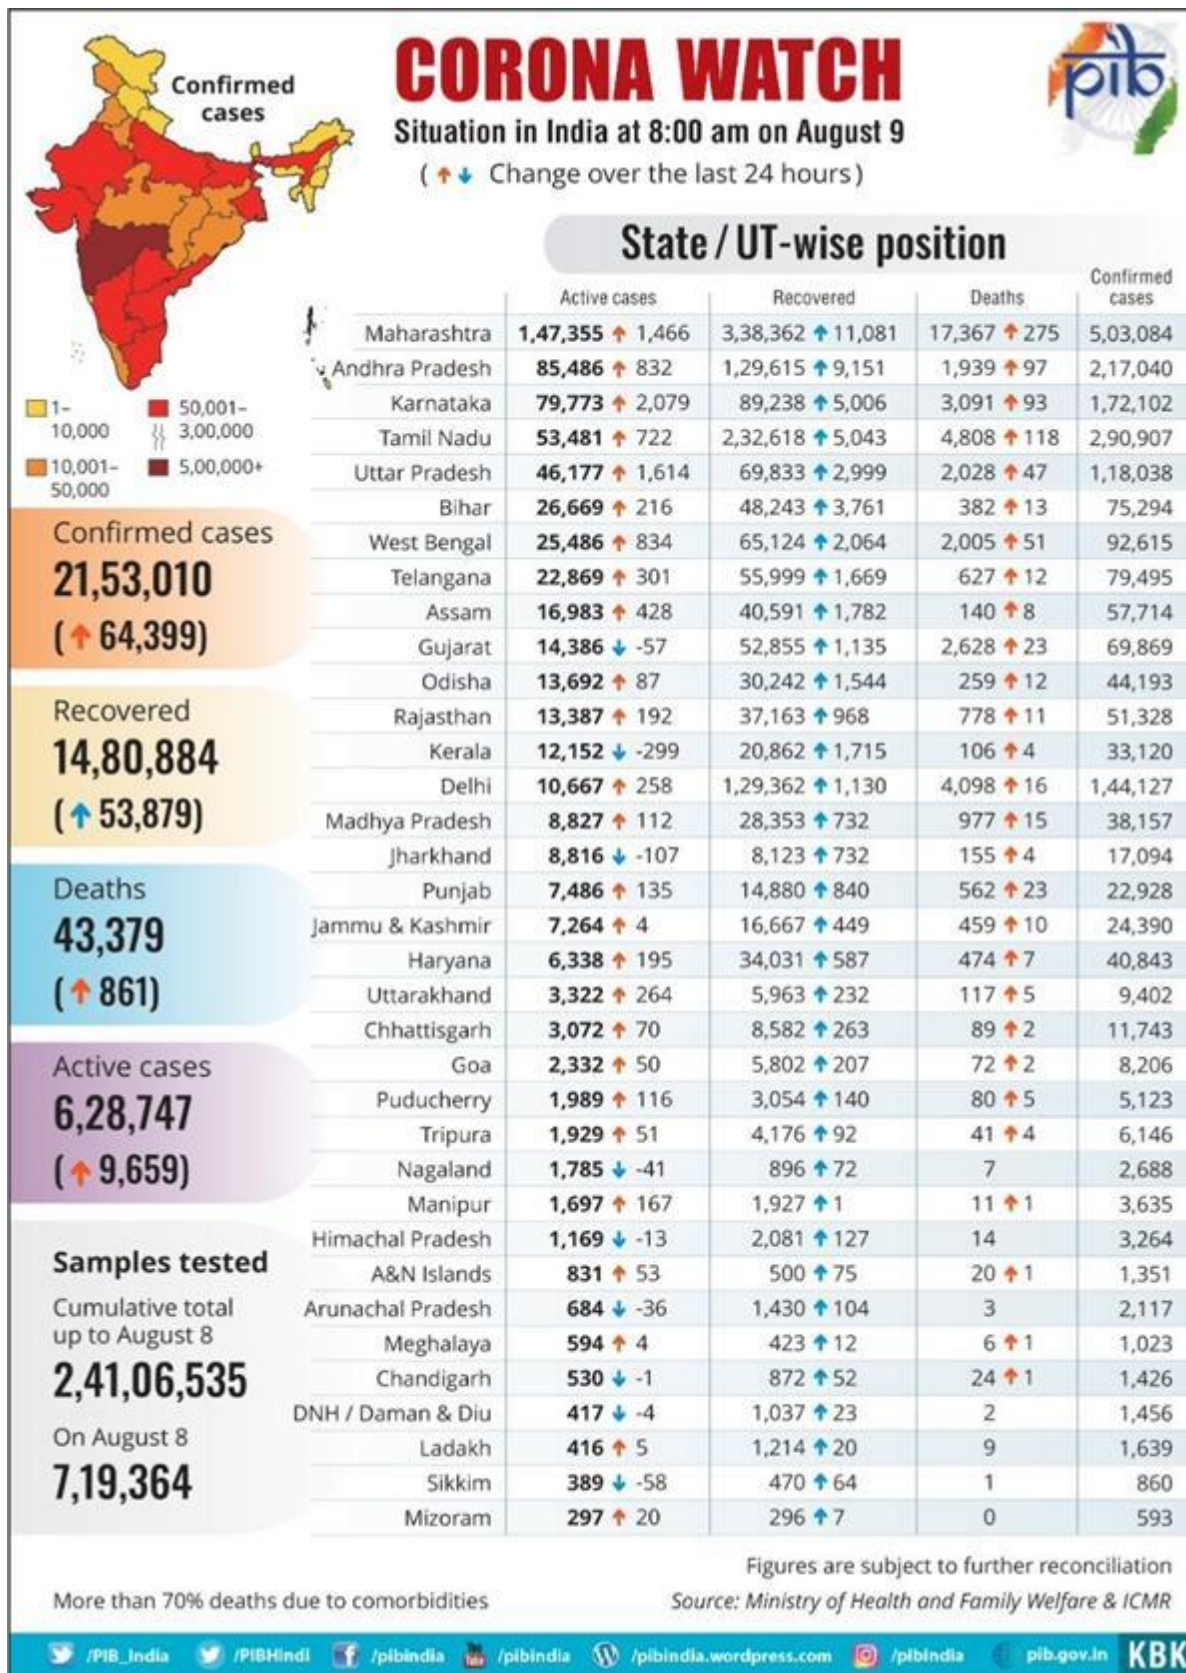 CORONA WATCH
Situation in India at 8:00 am on August 9
( ↑ ↓ Change over the last 24 hours)
pib
Confirmed
cases
1–
10,000
50,001–
3,00,000
10,001–
50,000
5,00,000+
Confirmed cases
21,53,010
(↑ 64,399)
Recovered
14,80,884
(↑ 53,879)
Deaths
43,379
(↑ 861)
Active cases
6,28,747
(↑ 9,659)
Samples tested
Cumulative total
up to August 8
2,41,06,535
On August 8
7,19,364
State / UT-wise position
Active cases Recovered Deaths Confirmed cases
Maharashtra 1,47,355 ↑ 1,466 3,38,362 ↑ 11,081 17,367 ↑ 275 5,03,084
Andhra Pradesh 85,486 ↑ 832 1,29,615 ↑ 9,151 1,939 ↑ 97 2,17,040
Karnataka 79,773 ↑ 2,079 89,238 ↑ 5,006 3,091 ↑ 93 1,72,102
Tamil Nadu 53,481 ↑ 722 2,32,618 ↑ 5,043 4,808 ↑ 118 2,90,907
Uttar Pradesh 46,177 ↑ 1,614 69,833 ↑ 2,999 2,028 ↑ 47 1,18,038
Bihar 26,669 ↑ 216 48,243 ↑ 3,761 382 ↑ 13 75,294
West Bengal 25,486 ↑ 834 65,124 ↑ 2,064 2,005 ↑ 51 92,615
Telangana 22,869 ↑ 301 55,999 ↑ 1,669 627 ↑ 12 79,495
Assam 16,983 ↑ 428 40,591 ↑ 1,782 140 ↑ 8 57,714
Gujarat 14,386 ↓ -57 52,855 ↑ 1,135 2,628 ↑ 23 69,869
Odisha 13,692 ↑ 87 30,242 ↑ 1,544 259 ↑ 12 44,193
Rajasthan 13,387 ↑ 192 37,163 ↑ 968 778 ↑ 11 51,328
Kerala 12,152 ↓ -299 20,862 ↑ 1,715 106 ↑ 4 33,120
Delhi 10,667 ↑ 258 1,29,362 ↑ 1,130 4,098 ↑ 16 1,44,127
Madhya Pradesh 8,827 ↑ 112 28,353 ↑ 732 977 ↑ 15 38,157
Jharkhand 8,816 ↓ -107 8,123 ↑ 732 155 ↑ 4 17,094
Punjab 7,486 ↑ 135 14,880 ↑ 840 562 ↑ 23 22,928
Jammu & Kashmir 7,264 ↑ 4 16,667 ↑ 449 459 ↑ 10 24,390
Haryana 6,338 ↑ 195 34,031 ↑ 587 474 ↑ 7 40,843
Uttarakhand 3,322 ↑ 264 5,963 ↑ 232 117 ↑ 5 9,402
Chhattisgarh 3,072 ↑ 70 8,582 ↑ 263 89 ↑ 2 11,743
Goa 2,332 ↑ 50 5,802 ↑ 207 72 ↑ 2 8,206
Puducherry 1,989 ↑ 116 3,054 ↑ 140 80 ↑ 5 5,123
Tripura 1,929 ↑ 51 4,176 ↑ 92 41 ↑ 4 6,146
Nagaland 1,785 ↓ -41 896 ↑ 72 7 2,688
Manipur 1,697 ↑ 167 1,927 ↑ 1 11 ↑ 1 3,635
Himachal Pradesh 1,169 ↓ -13 2,081 ↑ 127 14 3,264
A&N Islands 831 ↑ 53 500 ↑ 75 20 ↑ 1 1,351
Arunachal Pradesh 684 ↓ -36 1,430 ↑ 104 3 2,117
Meghalaya 594 ↑ 4 423 ↑ 12 6 ↑ 1 1,023
Chandigarh 530 ↓ -1 872 ↑ 52 24 ↑ 1 1,426
DNH / Daman & Diu 417 ↓ -4 1,037 ↑ 23 2 1,456
Ladakh 416 ↑ 5 1,214 ↑ 20 9 1,639
Sikkim 389 ↓ -58 470 ↑ 64 1 860
Mizoram 297 ↑ 20 296 ↑ 7 0 593
Figures are subject to further reconciliation
More than 70% deaths due to comorbidities
Source: Ministry of Health and Family Welfare & ICMR
/PIB_India /PIBHindi /pibindia /pibindia /pibindia.wordpress.com /pibindia pib.gov.in KBK